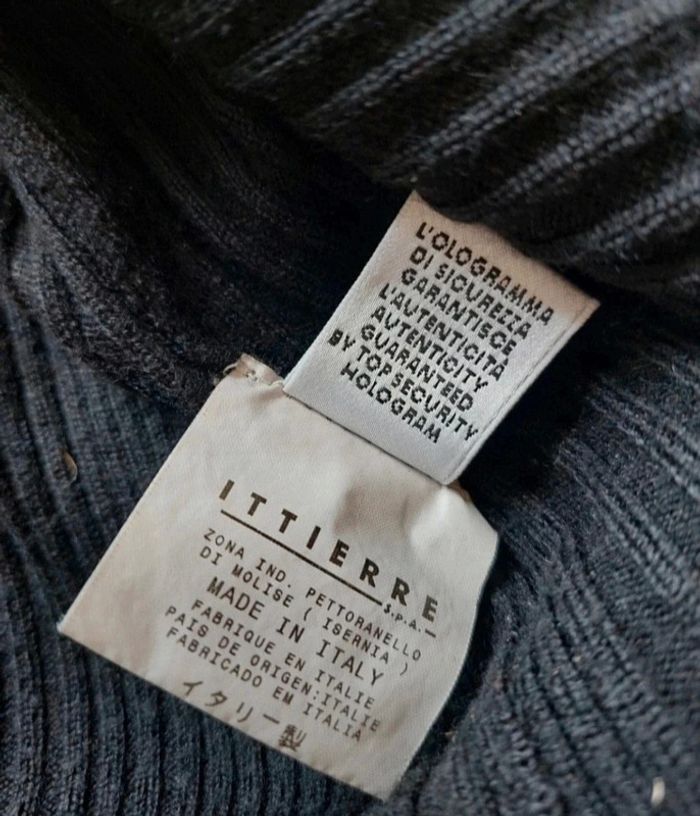 L'OLOGRAMMA
DI SICUREZZA
GARANTISCE
L'AUTENTICITÀ
AUTENTICITY
GUARANTEED
BY TOP SECURITY
HOLOGRAM
ITTIERRE
S.P.A.
ZONA IND. PETTORANELLO
DI MOLISE ( ISERNIA )
MADE IN ITALY
FABRIQUE EN ITALIE
PAIS DE ORIGEN:ITALIE
FABRICADO EM ITALIA
イタリー製